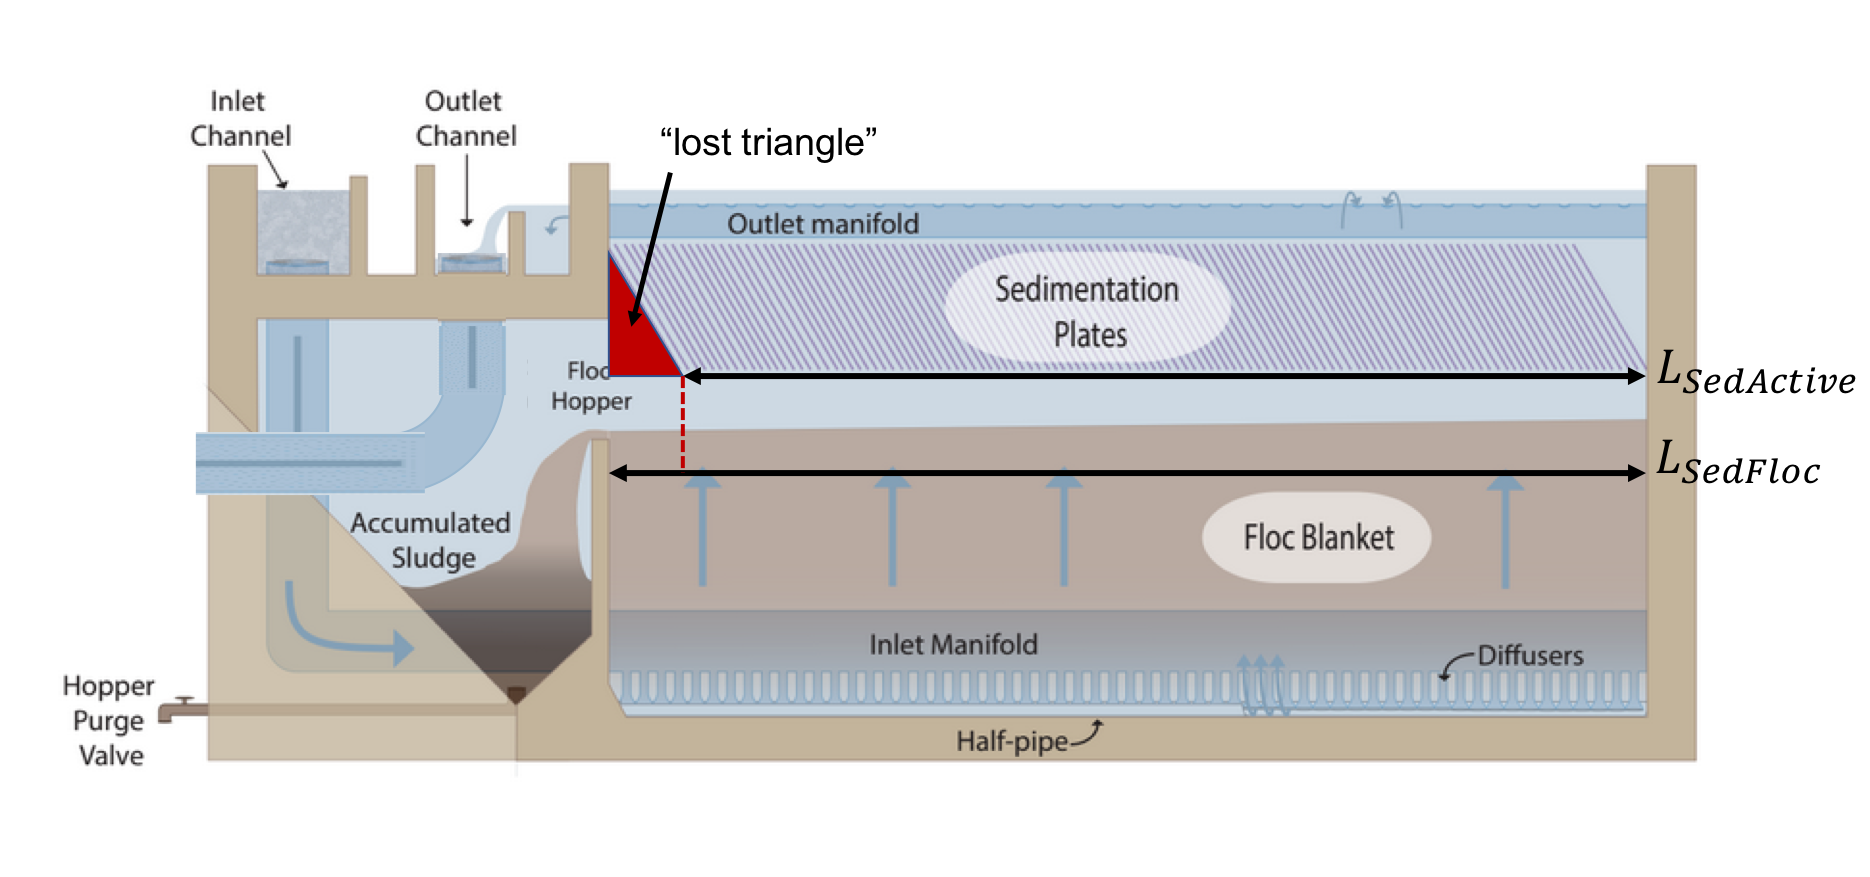 Inlet
Channel
Outlet
Channel
“lost triangle”
Outlet manifold
Sedimentation
Plates
Floc
Hopper
L_{SedActive}
L_{SedFloc}
Accumulated
Sludge
Floc Blanket
Inlet Manifold
Diffusers
Hopper
Purge
Valve
Half-pipe